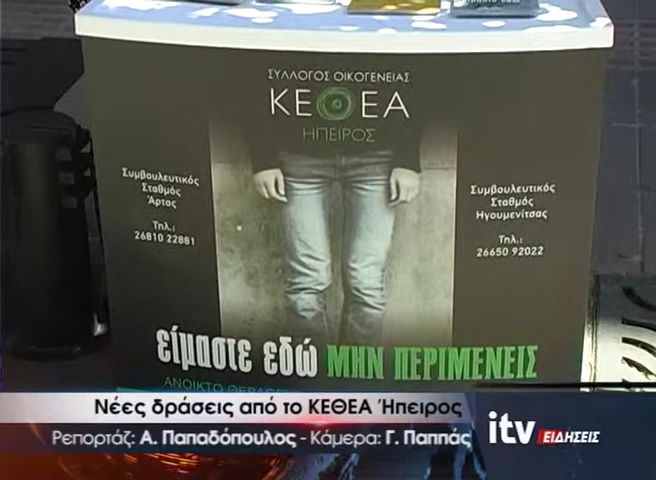 ΣΥΛΛΟΓΟΣ ΟΙΚΟΓΕΝΕΙΑΣ
ΚΕΘΕΑ
ΗΠΕΙΡΟΣ
Συμβουλευτικός
Σταθμός
Άρτας
Τηλ.:
26810 22881
Συμβουλευτικός
Σταθμός
Ηγουμενίτσας
Τηλ.:
26650 92022
είμαστε εδώ ΜΗΝ ΠΕΡΙΜΕΝΕΙΣ
ΑΝΟΙΚΤΟ
Νέες δράσεις από το ΚΕΘΕΑ Ήπειρος
Ρεπορτάζ: Α. Παπαδόπουλος - Κάμερα: Γ. Παππάς
itv ΕΙΔΗΣΕΙΣ